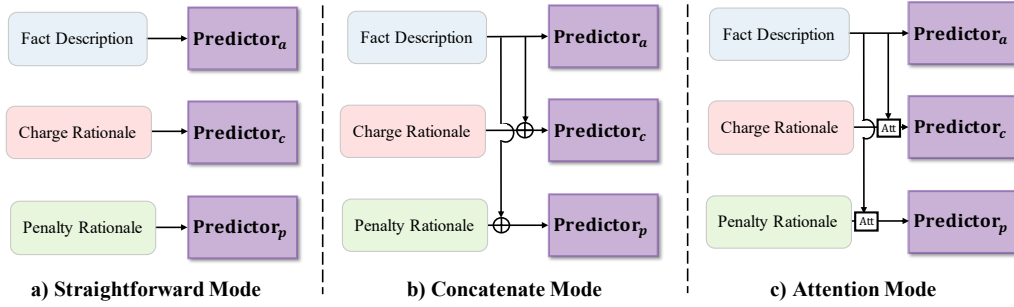 Fact Description
Predictor_a
Charge Rationale
Predictor_c
Penalty Rationale
Predictor_p
a) Straightforward Mode
Fact Description
Predictor_a
Charge Rationale
Predictor_c
Penalty Rationale
Predictor_p
b) Concatenate Mode
Fact Description
Predictor_a
Charge Rationale
Att
Predictor_c
Penalty Rationale
Att
Predictor_p
c) Attention Mode